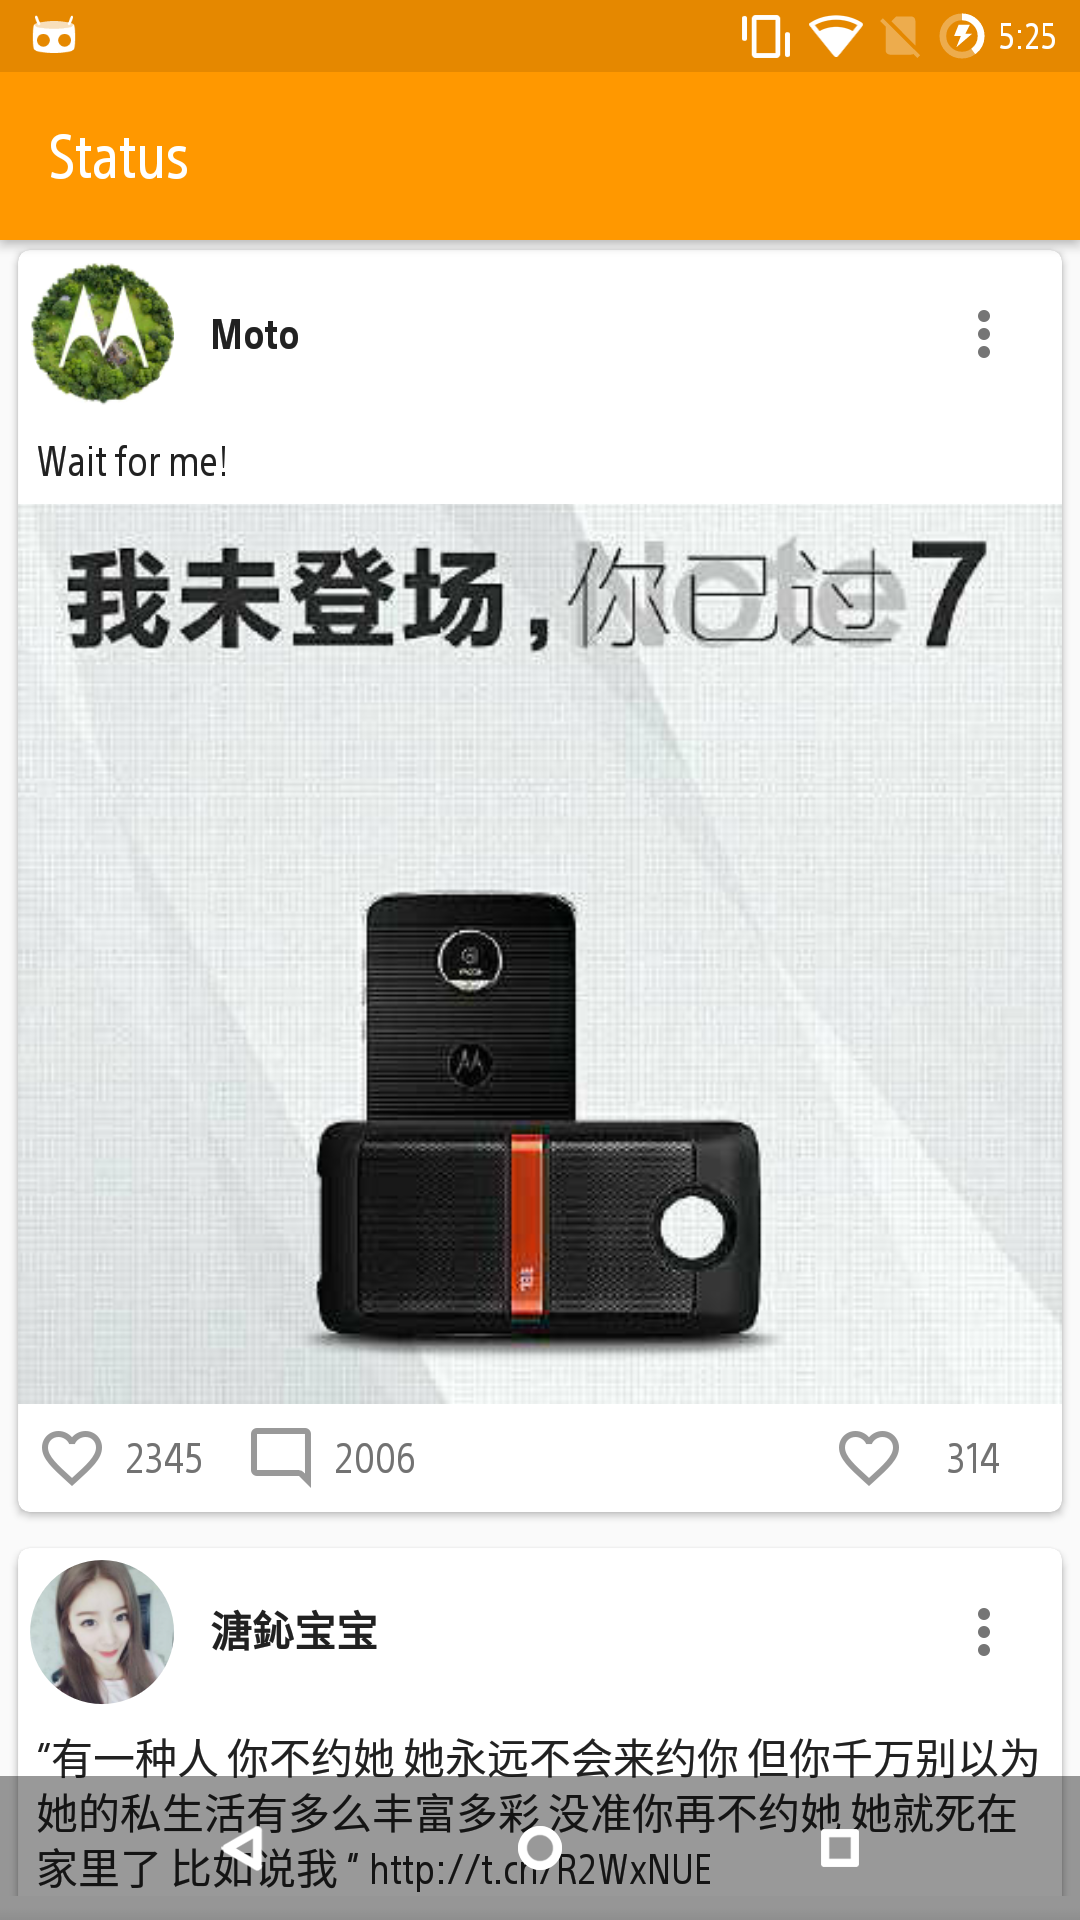 5:25
Status
Moto
Wait for me!
我未登场,你已过7
Note
JBL
2345
2006
314
溏鈊宝宝
“有一种人 你不约她 她永远不会来约你 但你千万别以为
她的私生活有多么丰富多彩 没准你再不约她 她就死在
家里了 比如说我 ” http://t.cn/R2WxNUE